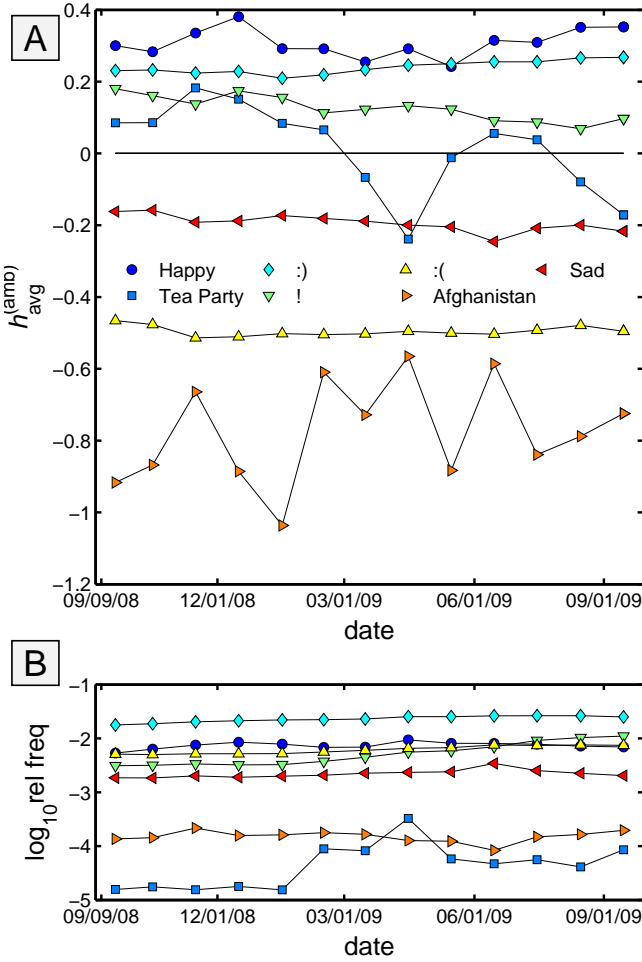 A
0.4
0.2
0
−0.2
−0.4
−0.6
−0.8
−1
−1.2
h(amb)avg
Happy :) :( Sad
Tea Party ! Afghanistan
09/09/08 12/01/08 03/01/09 06/01/09 09/01/09
date
B
−1
−2
−3
−4
−5
log10rel freq
09/09/08 12/01/08 03/01/09 06/01/09 09/01/09
date